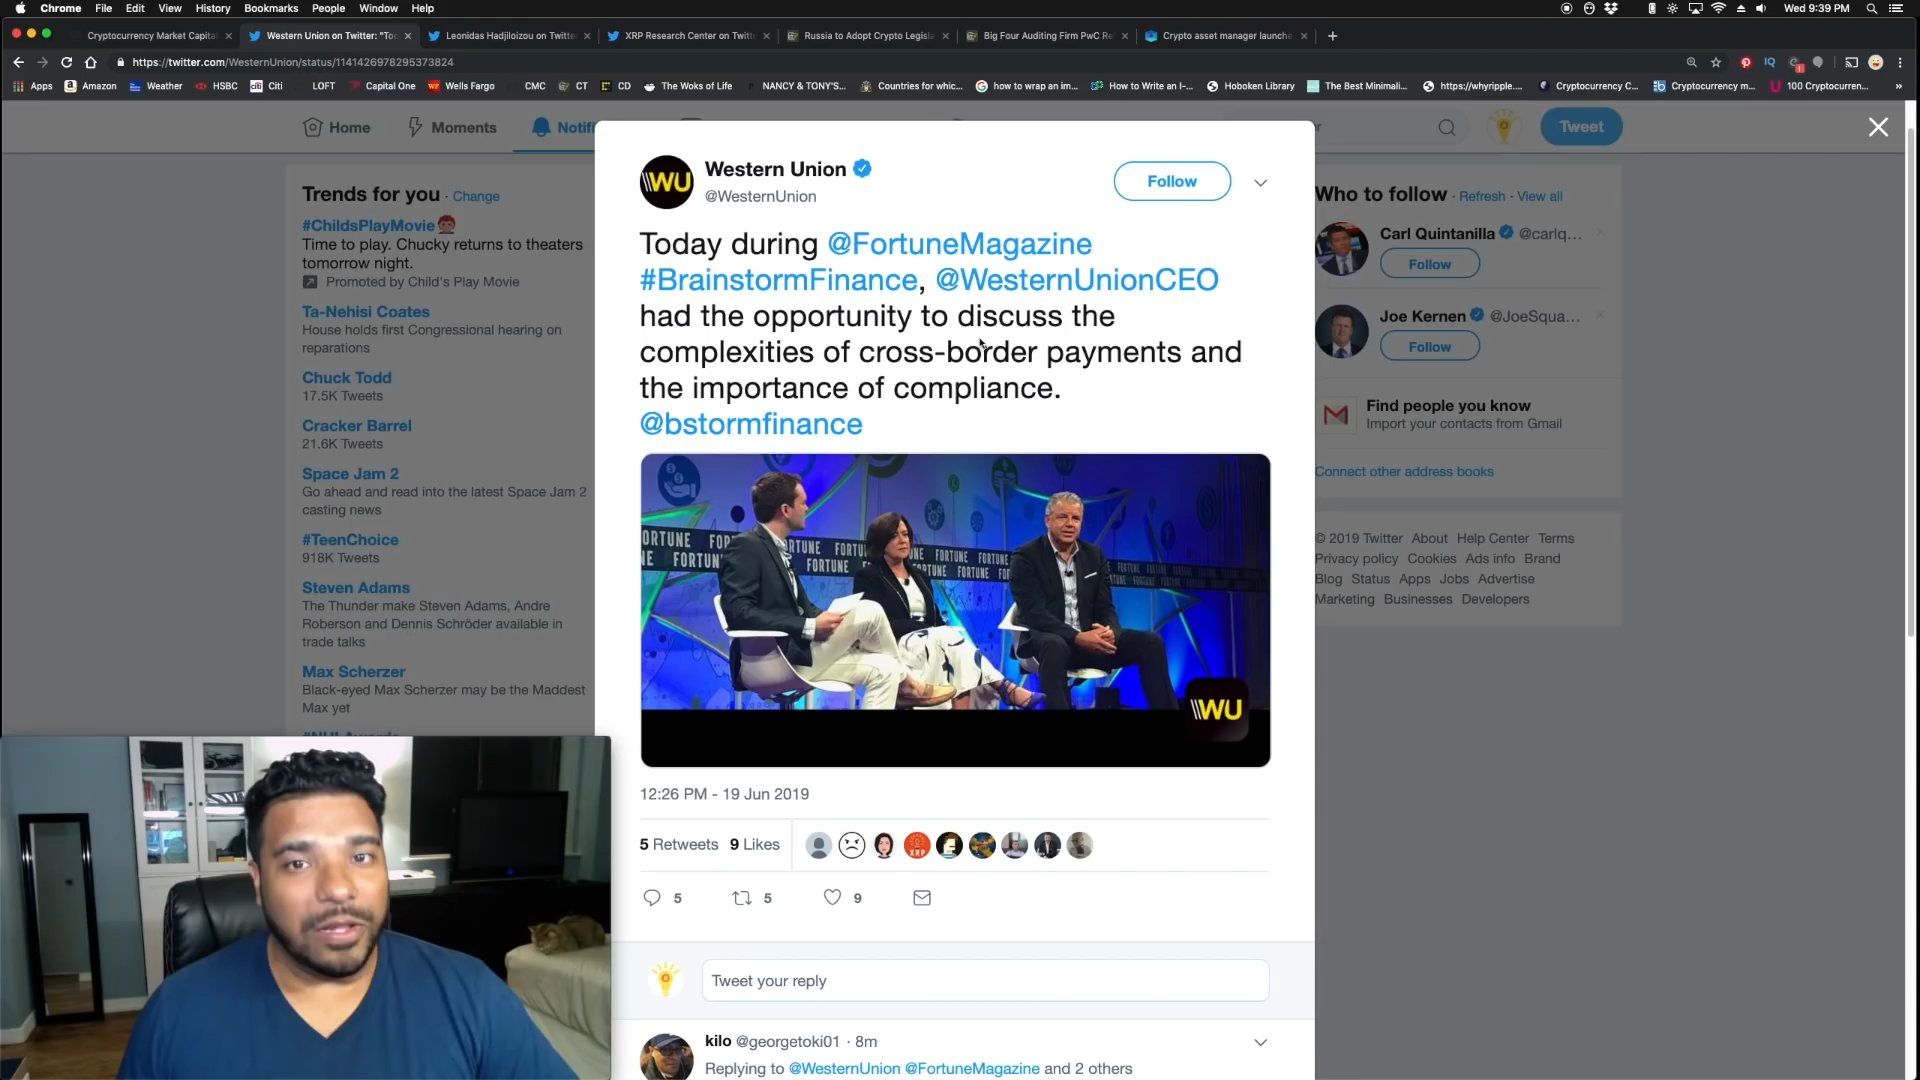 Chrome File Edit View History Bookmarks People Window Help
Wed 9:39 PM
Cryptocurrency Market Capital
Western Union on Twitter: "Too
Leonidas Hadjiloizou on Twitte
XRP Research Center on Twitt
Russia to Adopt Crypto Legisla
Big Four Auditing Firm PwC Re
Crypto asset manager launche
https://twitter.com/WesternUnion/status/1141426978295373824
Apps Amazon Weather HSBC citi Citi LOFT Capital One Wells Fargo CMC CT CD The Woks of Life NANCY & TONY'S... Countries for whic... how to wrap an im... How to Write an I-... Hoboken Library The Best Minimali... https://whyripple.... Cryptocurrency C... Cryptocurrency m... 100 Cryptocurren... »
Home Moments Notifi
Tweet
Trends for you · Change
#ChildsPlayMovie
Time to play. Chucky returns to theaters
tomorrow night.
Promoted by Child's Play Movie
Ta-Nehisi Coates
House holds first Congressional hearing on
reparations
Chuck Todd
17.5K Tweets
Cracker Barrel
21.6K Tweets
Space Jam 2
Go ahead and read into the latest Space Jam 2
casting news
#TeenChoice
918K Tweets
Steven Adams
The Thunder make Steven Adams, Andre
Roberson and Dennis Schröder available in
trade talks
Max Scherzer
Black-eyed Max Scherzer may be the Maddest
Max yet
WU
Western Union
@WesternUnion
Follow
Today during @FortuneMagazine
#BrainstormFinance, @WesternUnionCEO
had the opportunity to discuss the
complexities of cross-border payments and
the importance of compliance.
@bstormfinance
FORTUNE
FORTUNE
FORTUNE
WU
12:26 PM - 19 Jun 2019
5 Retweets 9 Likes
XRP
5 5 9
Tweet your reply
kilo @georgetoki01 · 8m
Replying to @WesternUnion @FortuneMagazine and 2 others
Who to follow · Refresh · View all
Carl Quintanilla @carlq...
Follow
Joe Kernen @JoeSqua...
Follow
Find people you know
Import your contacts from Gmail
Connect other address books
© 2019 Twitter About Help Center Terms
Privacy policy Cookies Ads info Brand
Blog Status Apps Jobs Advertise
Marketing Businesses Developers